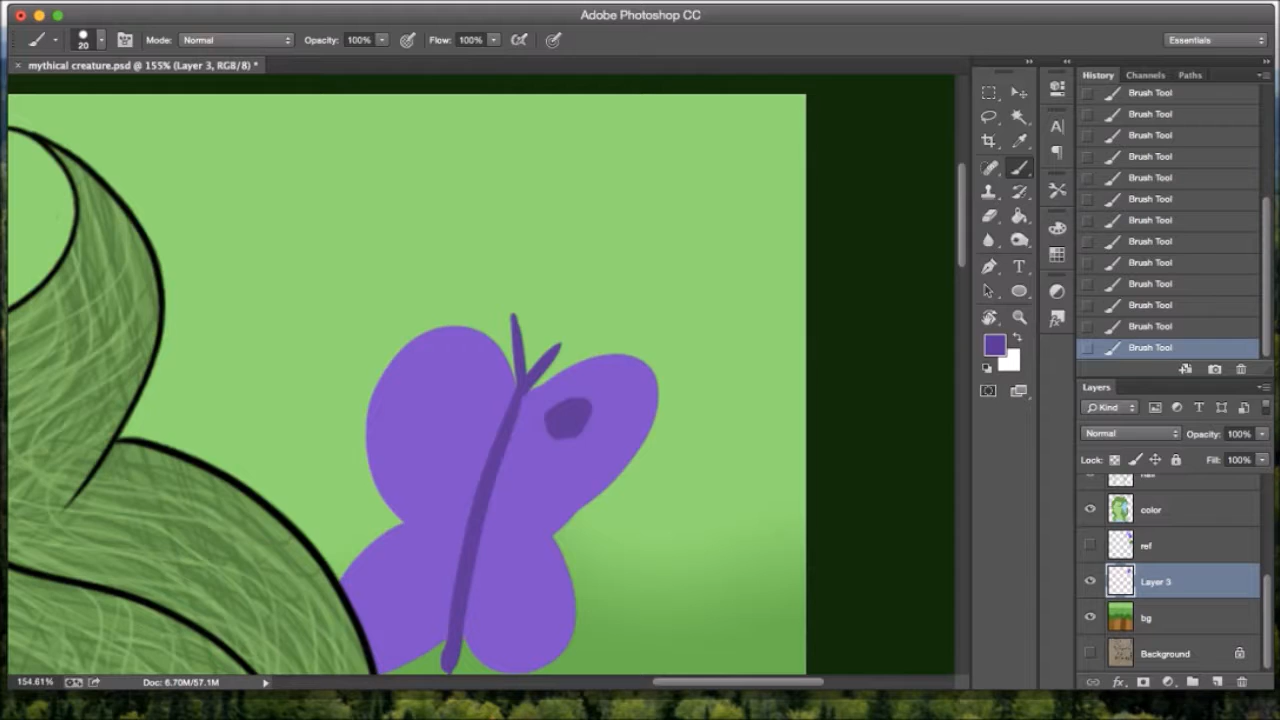 Adobe Photoshop CC
20
Mode: Normal
Opacity: 100%
Flow: 100%
Essentials
× mythical creature.psd @ 155% (Layer 3, RGB/8) *
History Channels Paths
Brush Tool
Brush Tool
Brush Tool
Brush Tool
Brush Tool
Brush Tool
Brush Tool
Brush Tool
Brush Tool
Brush Tool
Brush Tool
Brush Tool
Brush Tool
Layers
Kind
Normal Opacity: 100%
Lock: Fill: 100%
color
ref
Layer 3
bg
Background
154.61% Doc: 6.70M/57.1M